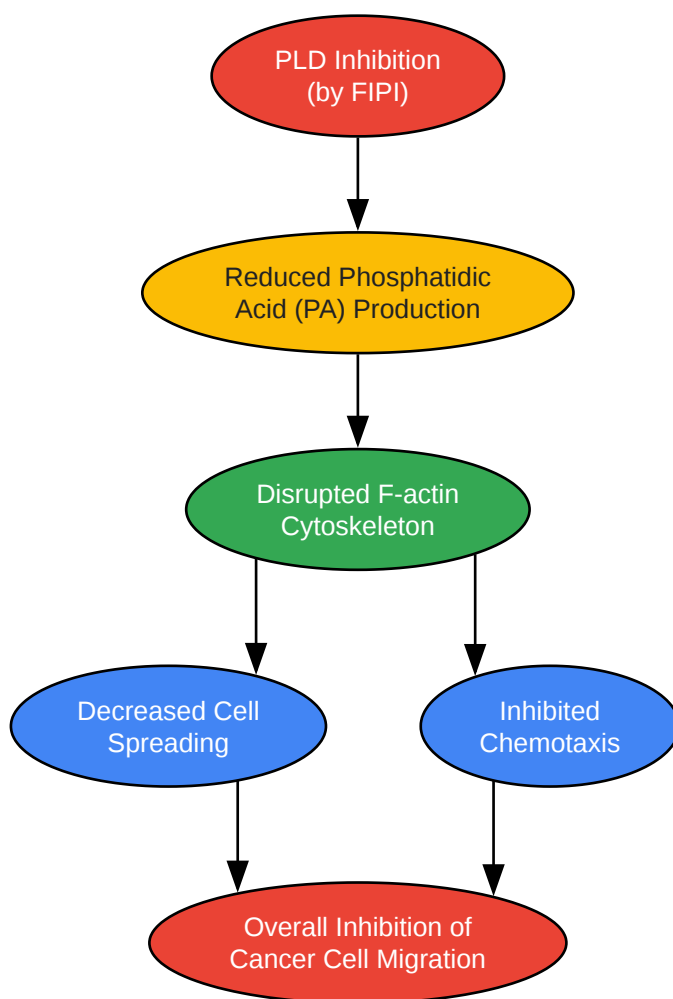 PLD Inhibition
(by FIPI)
Reduced Phosphatidic
Acid (PA) Production
Disrupted F-actin
Cytoskeleton
Decreased Cell
Spreading
Inhibited
Chemotaxis
Overall Inhibition of
Cancer Cell Migration